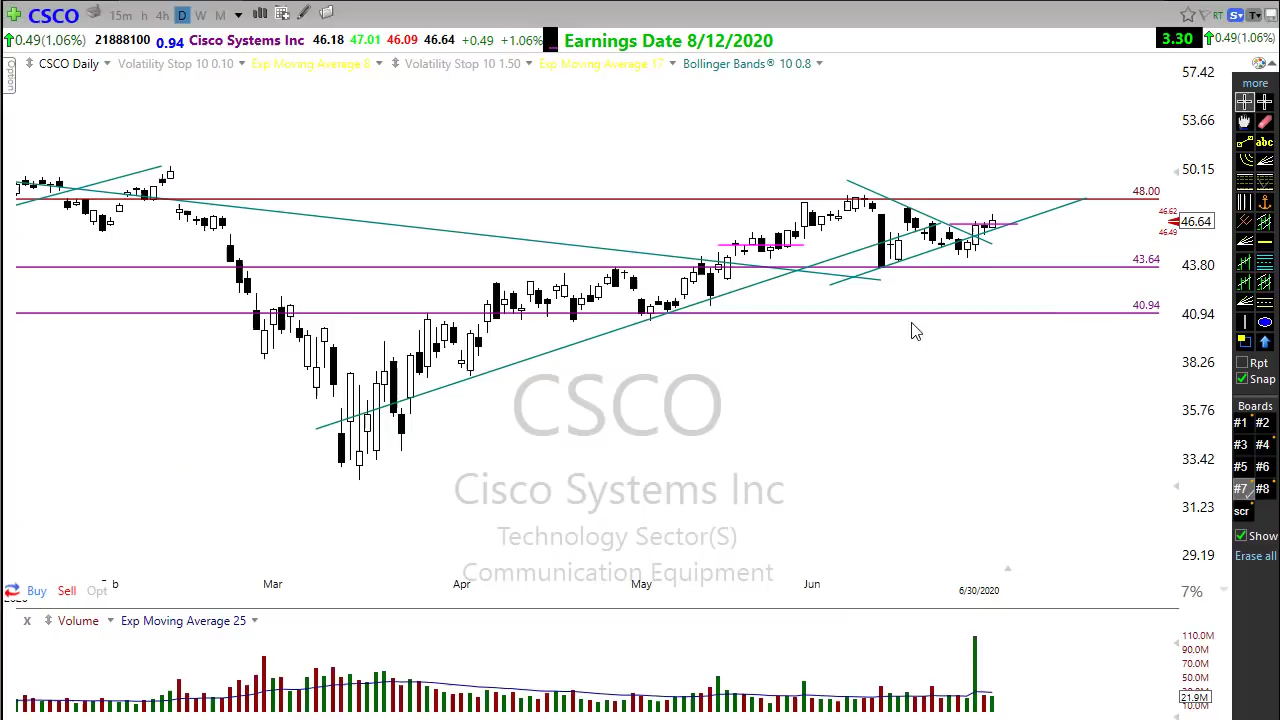 CSCO 15m h 4h D W M RT S T 0.49(1.06%)
0.49(1.06%) 21888100 0.94 Cisco Systems Inc 46.18 47.01 46.09 46.64 +0.49 +1.06% Earnings Date 8/12/2020 3.30
Option
CSCO Daily Volatility Stop 10 0.10 Exp Moving Average 8 Volatility Stop 10 1.50 Exp Moving Average 17 Bollinger Bands® 10 0.8
57.42
53.66
50.15
48.00
46.62
46.64
46.49
43.64
43.80
40.94
40.94
38.26
35.76
33.42
31.23
29.19
7%
CSCO
Cisco Systems Inc
Technology Sector(S)
Communication Equipment
Mar Apr May Jun 6/30/2020
Buy Sell Opt
X Volume Exp Moving Average 25
110.0M
90.0M
70.0M
50.0M
21.9M
10.0M
more
abc
Rpt
Snap
Boards
#1 #2
#3 #4
#5 #6
#7 #8
scr
Show
Erase all